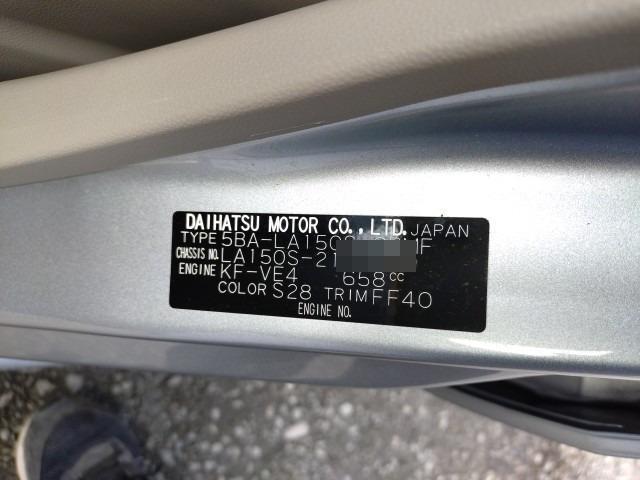 DAIHATSU MOTOR CO.,LTD. JAPAN
TYPE 5BA-LA150S
CHASSIS NO. LA150S-21
ENGINE KF-VE4 658cc
COLOR S28 TRIM FF40
ENGINE NO.